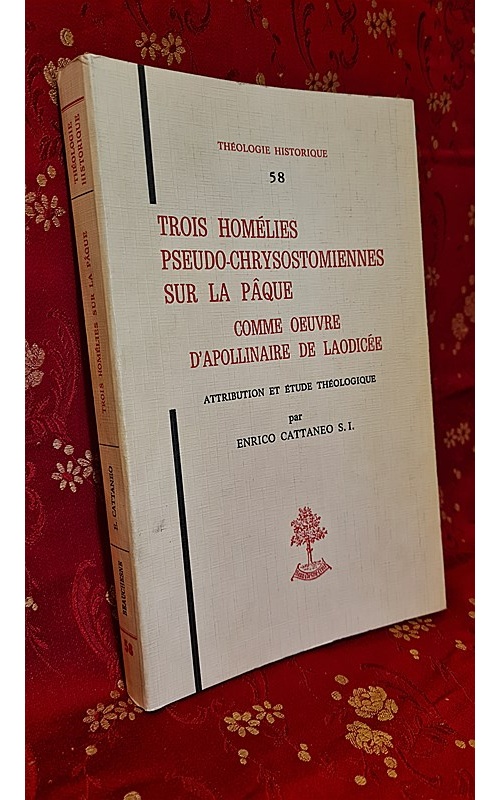 THÉOLOGIE HISTORIQUE
58
TROIS HOMÉLIES
PSEUDO-CHRYSOSTOMIENNES
SUR LA PÂQUE
COMME OEUVRE
D'APOLLINAIRE DE LAODICÉE
ATTRIBUTION ET ÉTUDE THÉOLOGIQUE
par
ENRICO CATTANEO S. I.
THÉOLOGIE
HISTORIQUE
TROIS HOMÉLIES SUR LA PÂQUE
E. CATTANEO
BEAUCHESNE
58